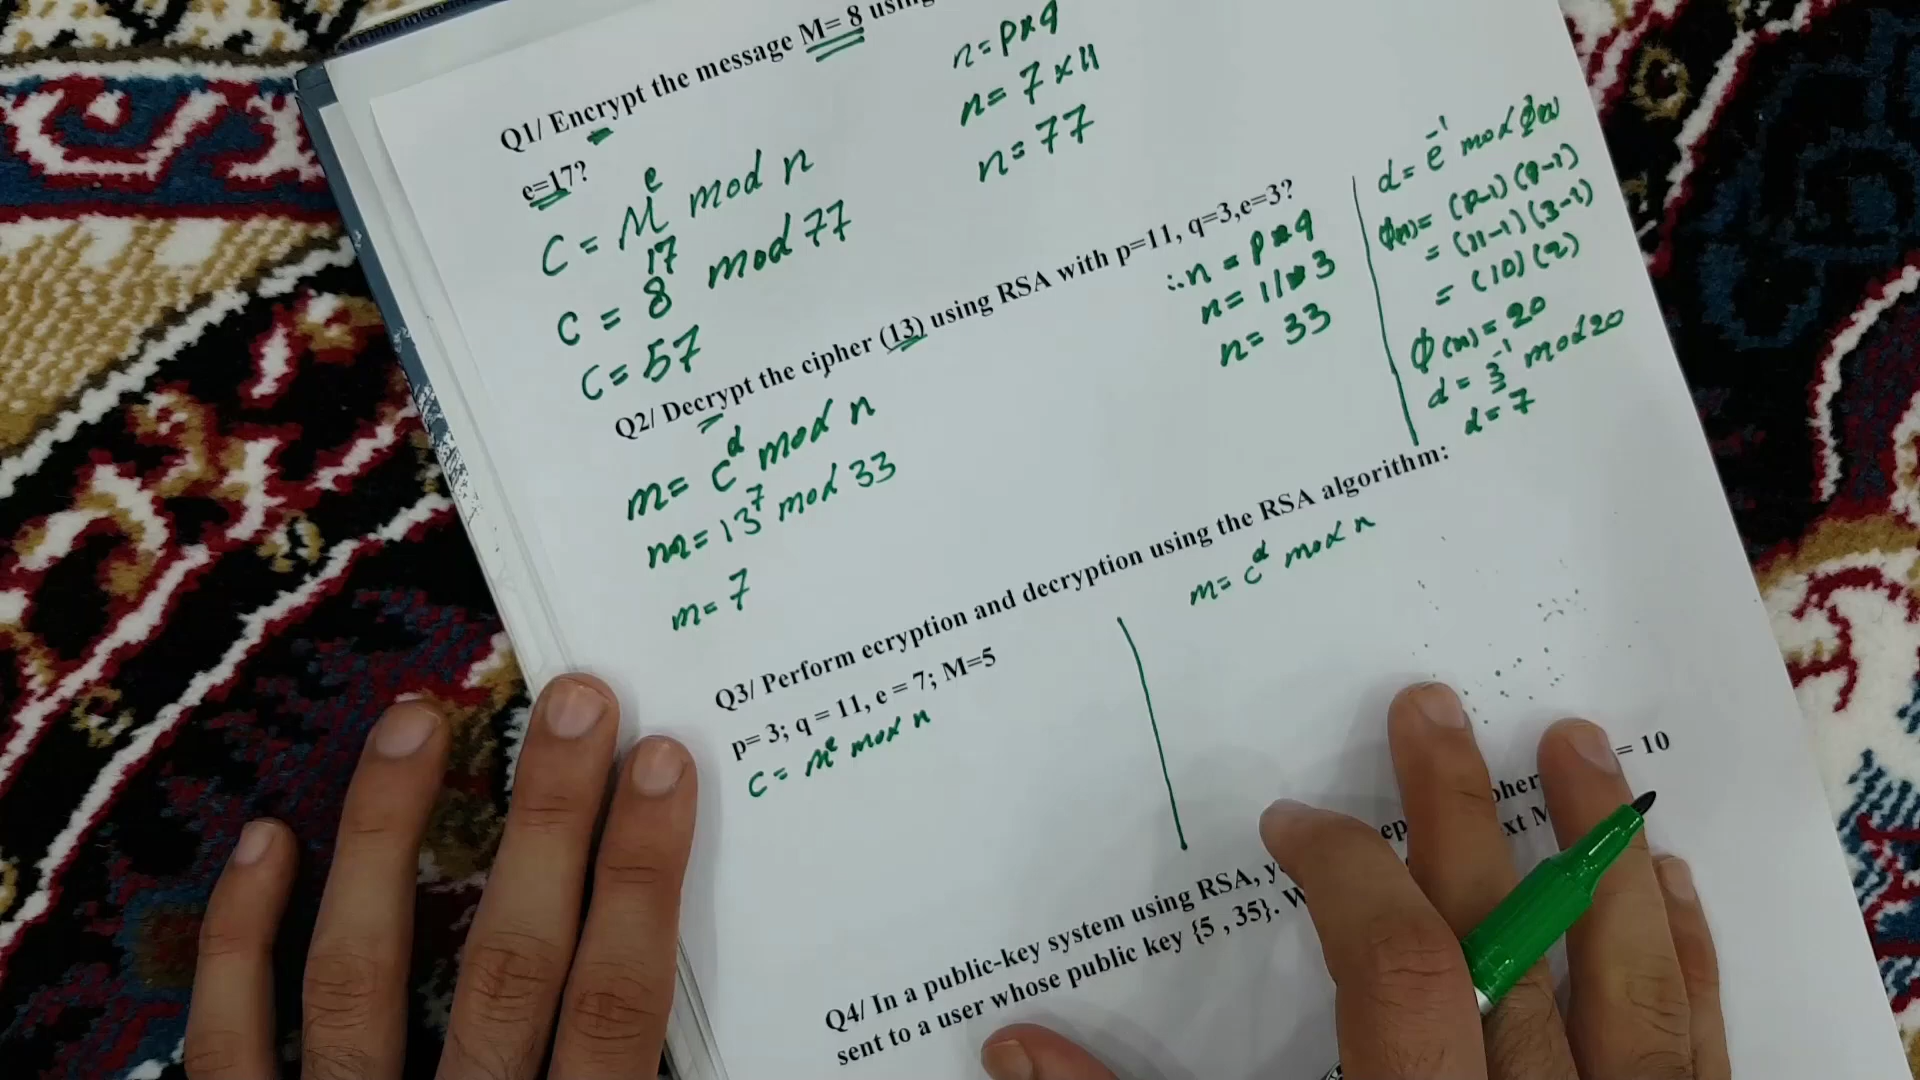 Q1/ Encrypt the message M= 8 using
e=17?
C = M^e mod n
C = 8^17 mod 77
C = 57
n = p*q
n = 7 × 11
n = 77
Q2/ Decrypt the cipher (13) using RSA with p=11, q=3,e=3?
m = c^d mod n
m = 13^7 mod 33
m = 7
∴ n = p*q
n = 11*3
n = 33
d = e^-1 mod Φ(n)
Φ(n) = (p-1)(q-1)
= (11-1)(3-1)
= (10)(2)
Φ(n) = 20
d = 3^-1 mod 20
d = 7
Q3/ Perform ecryption and decryption using the RSA algorithm:
p= 3; q = 11, e = 7; M=5
C = M^e mod n
m = c^d mod n
Q4/ In a public-key system using RSA, = 10
sent to a user whose public key {5 , 35}.